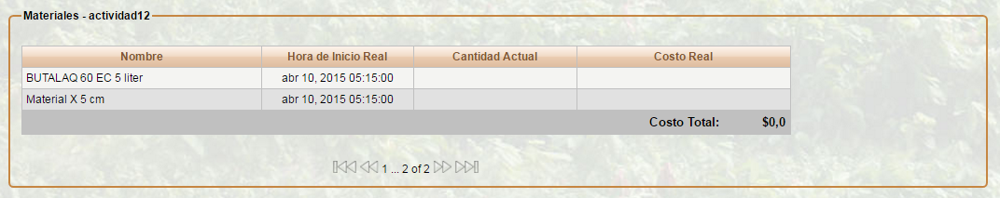 Materiales - actividad12
Nombre Hora de Inicio Real Cantidad Actual Costo Real
BUTALAQ 60 EC 5 liter abr 10, 2015 05:15:00
Material X 5 cm abr 10, 2015 05:15:00
Costo Total: $0,0
1 ... 2 of 2